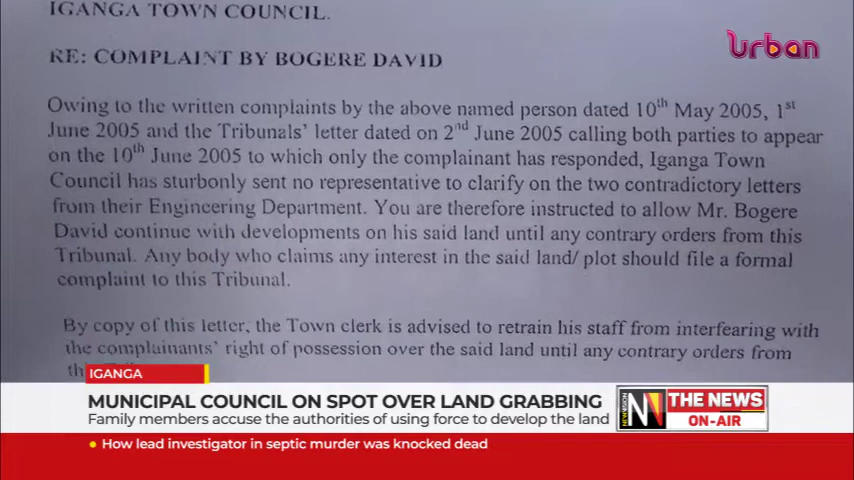 IGANGA TOWN COUNCIL.
urban
RE: COMPLAINT BY BOGERE DAVID
Owing to the written complaints by the above named person dated 10th May 2005, 1st
June 2005 and the Tribunals' letter dated on 2nd June 2005 calling both parties to appear
on the 10th June 2005 to which only the complainant has responded, Iganga Town
Council has sturbonly sent no representative to clarify on the two contradictory letters
from their Engineering Department. You are therefore instructed to allow Mr. Bogere
David continue with developments on his said land until any contrary orders from this
Tribunal. Any body who claims any interest in the said land/ plot should file a formal
complaint to this Tribunal.
By copy of this letter, the Town clerk is advised to retrain his staff from interfearing with
the complainants' right of possession over the said land until any contrary orders from
IGANGA
MUNICIPAL COUNCIL ON SPOT OVER LAND GRABBING
Family members accuse the authorities of using force to develop the land
NEW VISION
N
THE NEWS
ON-AIR
How lead investigator in septic murder was knocked dead